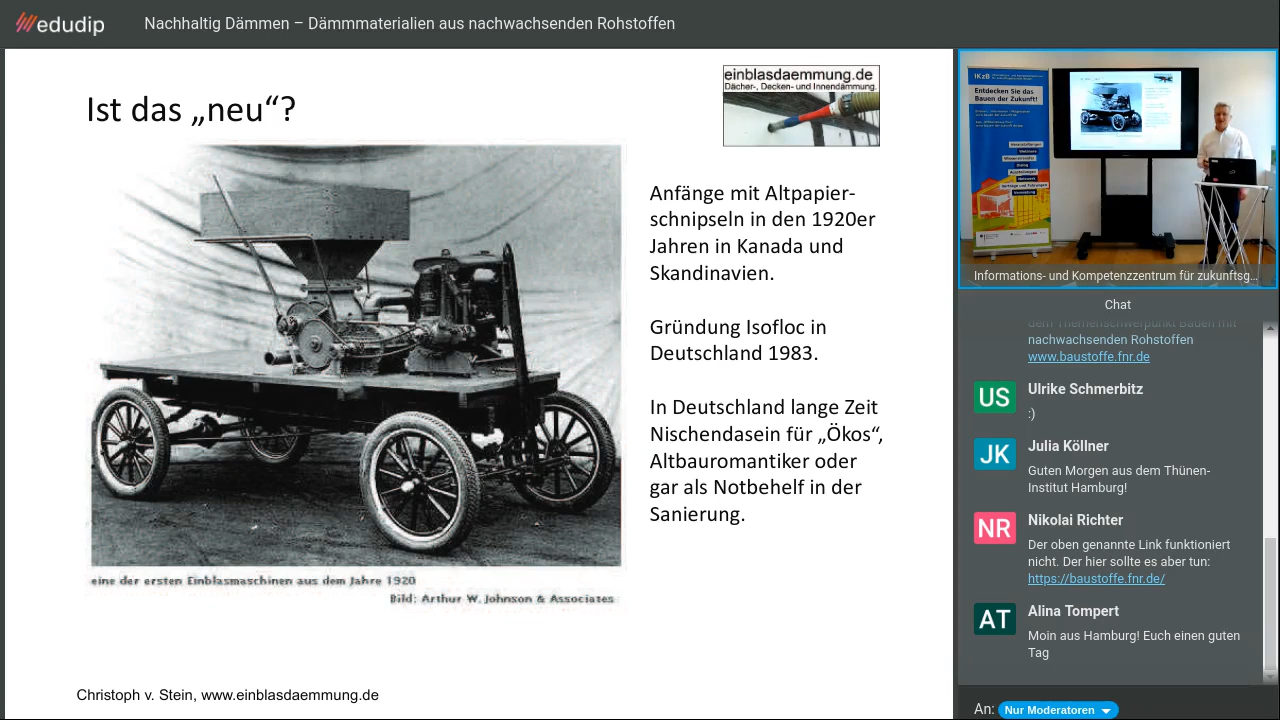 edudip
Nachhaltig Dämmen – Dämmmaterialien aus nachwachsenden Rohstoffen
Ist das „neu“?
einblasdaemmung.de
Dächer-, Decken- und Innendämmung.
Anfänge mit Altpapier-
schnipseln in den 1920er
Jahren in Kanada und
Skandinavien.
Gründung Isofloc in
Deutschland 1983.
In Deutschland lange Zeit
Nischendasein für „Ökos“,
Altbauromantiker oder
gar als Notbehelf in der
Sanierung.
eine der ersten Einblasmaschinen aus dem Jahre 1920
Bild: Arthur W. Johnson & Associates
Christoph v. Stein, www.einblasdaemmung.de
IKzB
Entdecken Sie das
Bauen der Zukunft!
Informations- und Kompetenzzentrum für zukunftsg...
Chat
dem Themenschwerpunkt Bauen mit
nachwachsenden Rohstoffen
www.baustoffe.fnr.de
US
Ulrike Schmerbitz
:)
JK
Julia Köllner
Guten Morgen aus dem Thünen-
Institut Hamburg!
NR
Nikolai Richter
Der oben genannte Link funktioniert
nicht. Der hier sollte es aber tun:
https://baustoffe.fnr.de/
AT
Alina Tompert
Moin aus Hamburg! Euch einen guten
Tag
An: Nur Moderatoren